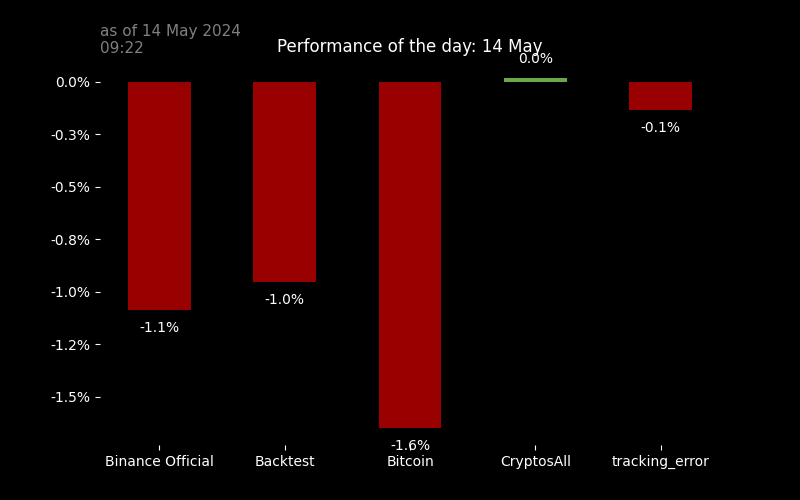 as of 14 May 2024
09:22
Performance of the day: 14 May
0.0%
0.0%
-0.3%
-0.5%
-0.8%
-1.0%
-1.2%
-1.5%
-1.1%
-1.0%
-1.6%
-0.1%
Binance Official
Backtest
Bitcoin
CryptosAll
tracking_error